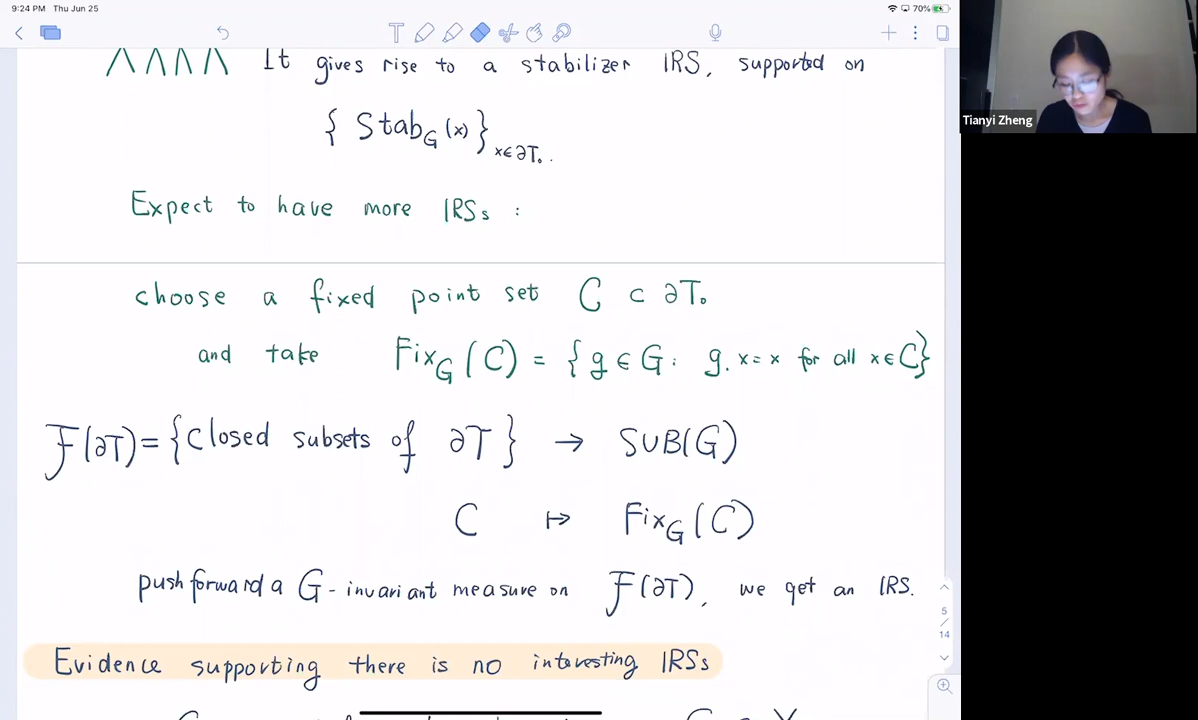 9:24 PM Thu Jun 25
70%
It gives rise to a stabilizer IRS, supported on
{ Stab_G (x) }_{x∈∂T}.
Expect to have more IRSs :
choose a fixed point set C ⊂ ∂T.
and take Fix_G (C) = { g ∈ G : g.x = x for all x ∈ C }
F(∂T) = { closed subsets of ∂T } → SUB(G)
C ↦ Fix_G (C)
push forward a G-invariant measure on F(∂T), we get an IRS.
Evidence supporting there is no interesting IRSs
5
/
14
Tianyi Zheng